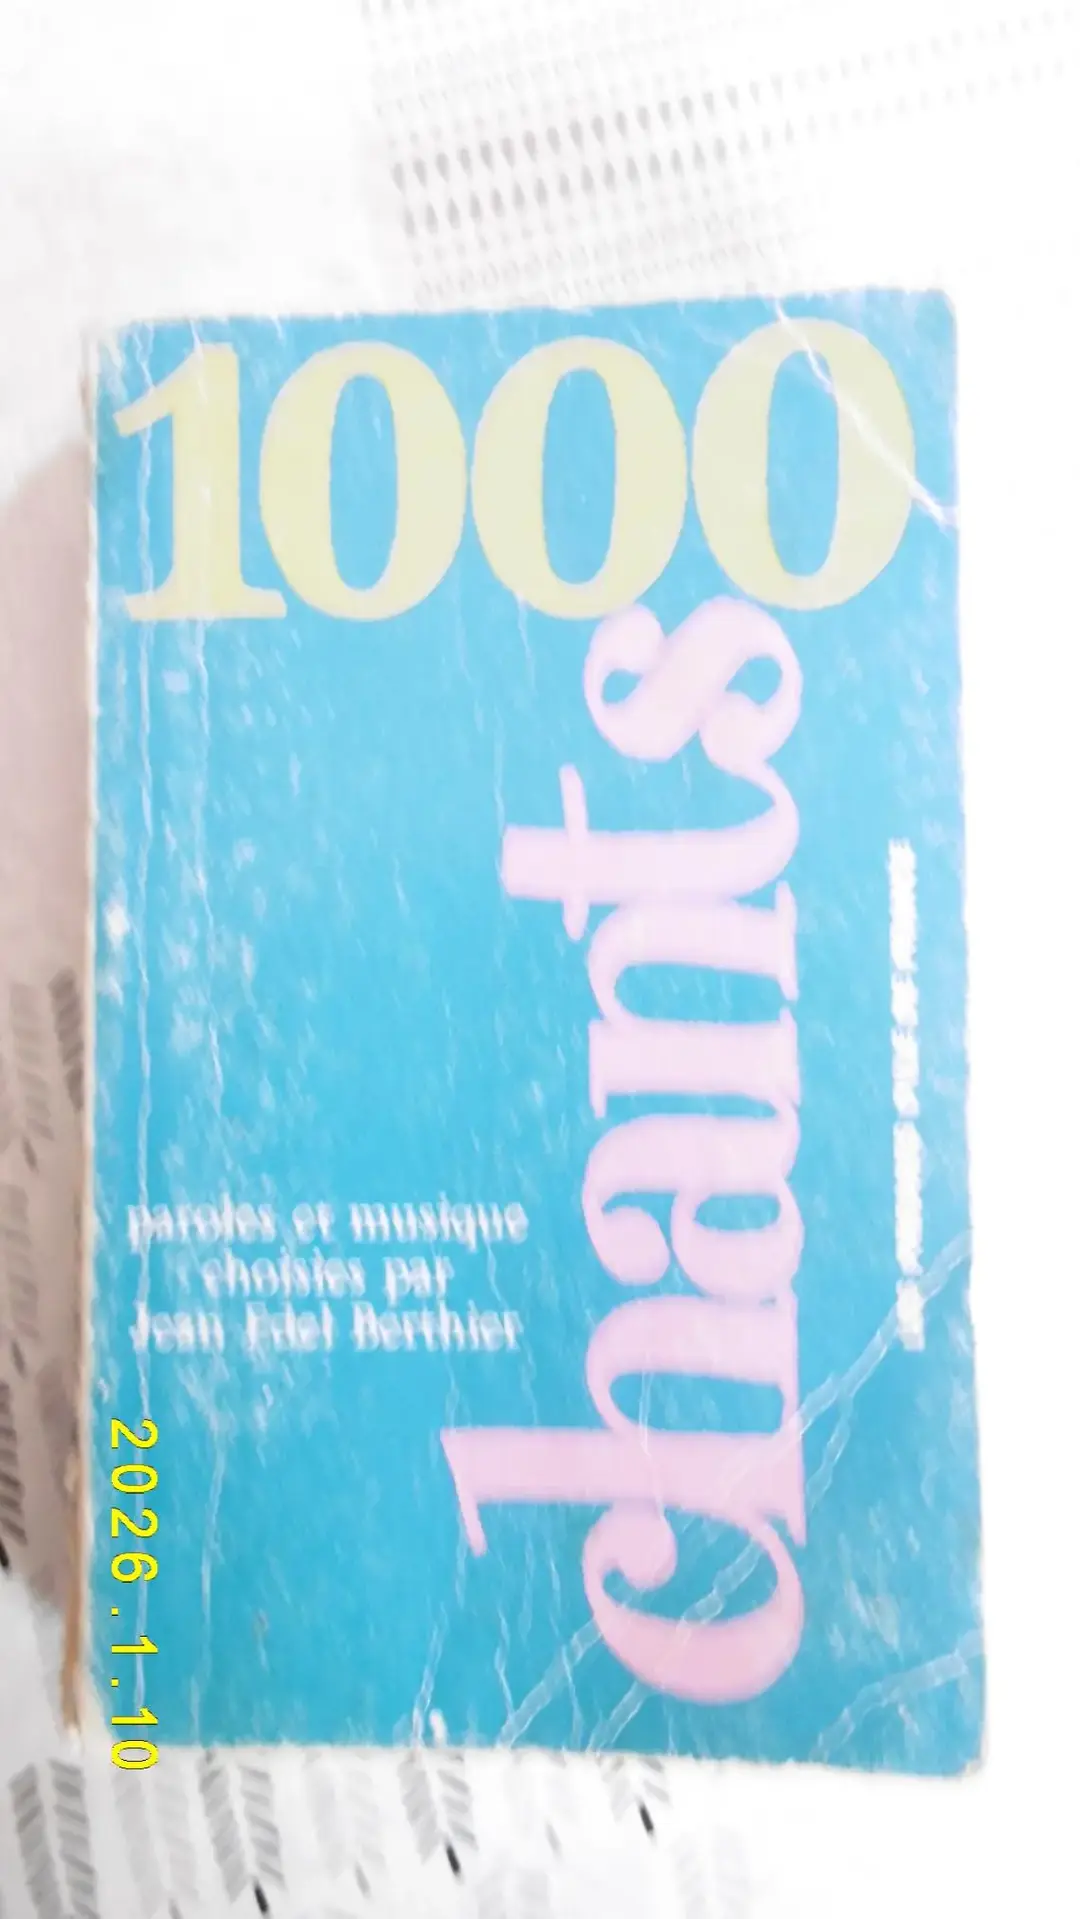 1000
chants
paroles et musique
choisies par
Jean Edel Berthier
2026.1.10